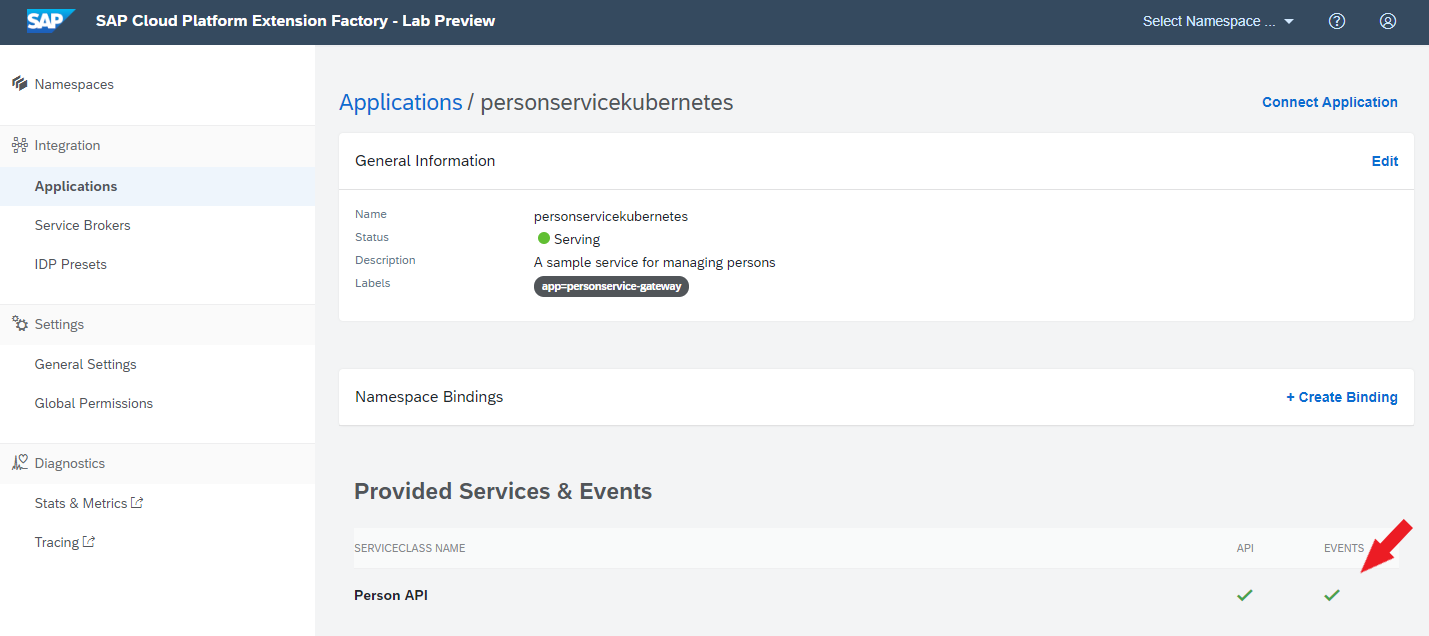 SAP SAP Cloud Platform Extension Factory - Lab Preview Select Namespace ...
Namespaces
Integration
Applications
Service Brokers
IDP Presets
Settings
General Settings
Global Permissions
Diagnostics
Stats & Metrics
Tracing
Applications / personservicekubernetes Connect Application
General Information Edit
Name personservicekubernetes
Status Serving
Description A sample service for managing persons
Labels app=personservice-gateway
Namespace Bindings + Create Binding
Provided Services & Events
SERVICECLASS NAME API EVENTS
Person API